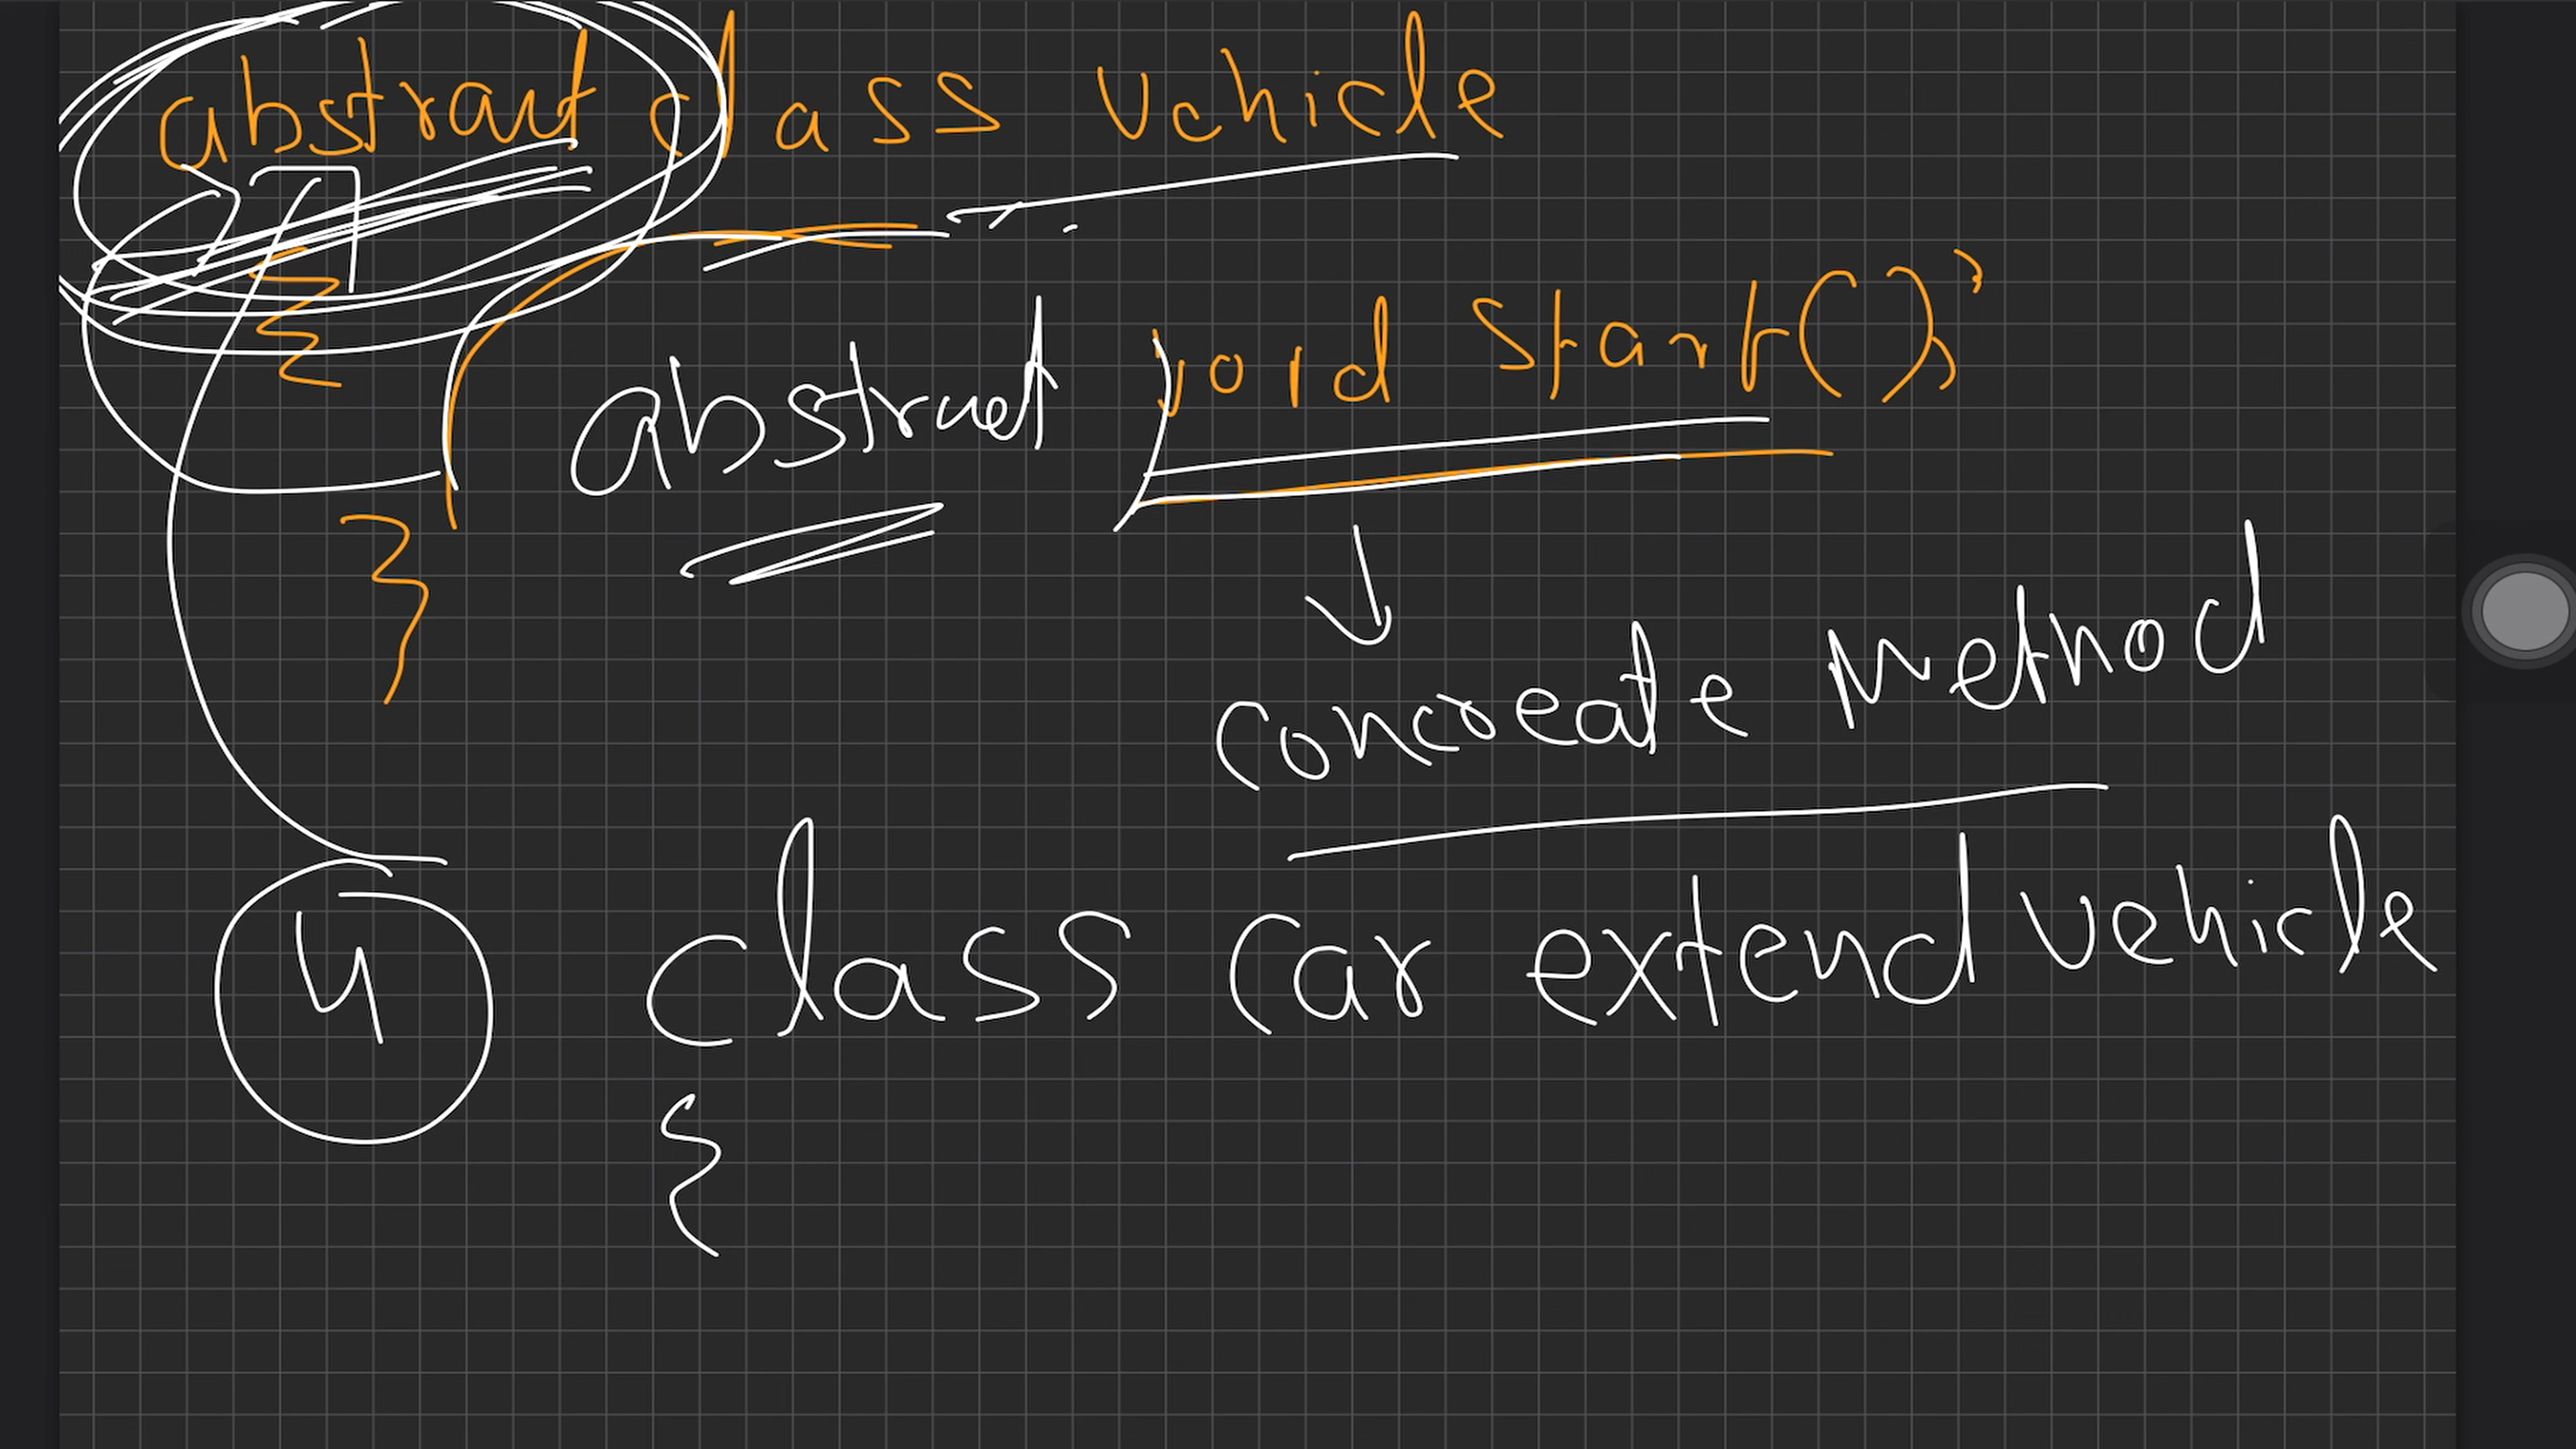 abstract class Vehicle
{
abstract void start();
}
concreate Method
4 class Car extend Vehicle
{